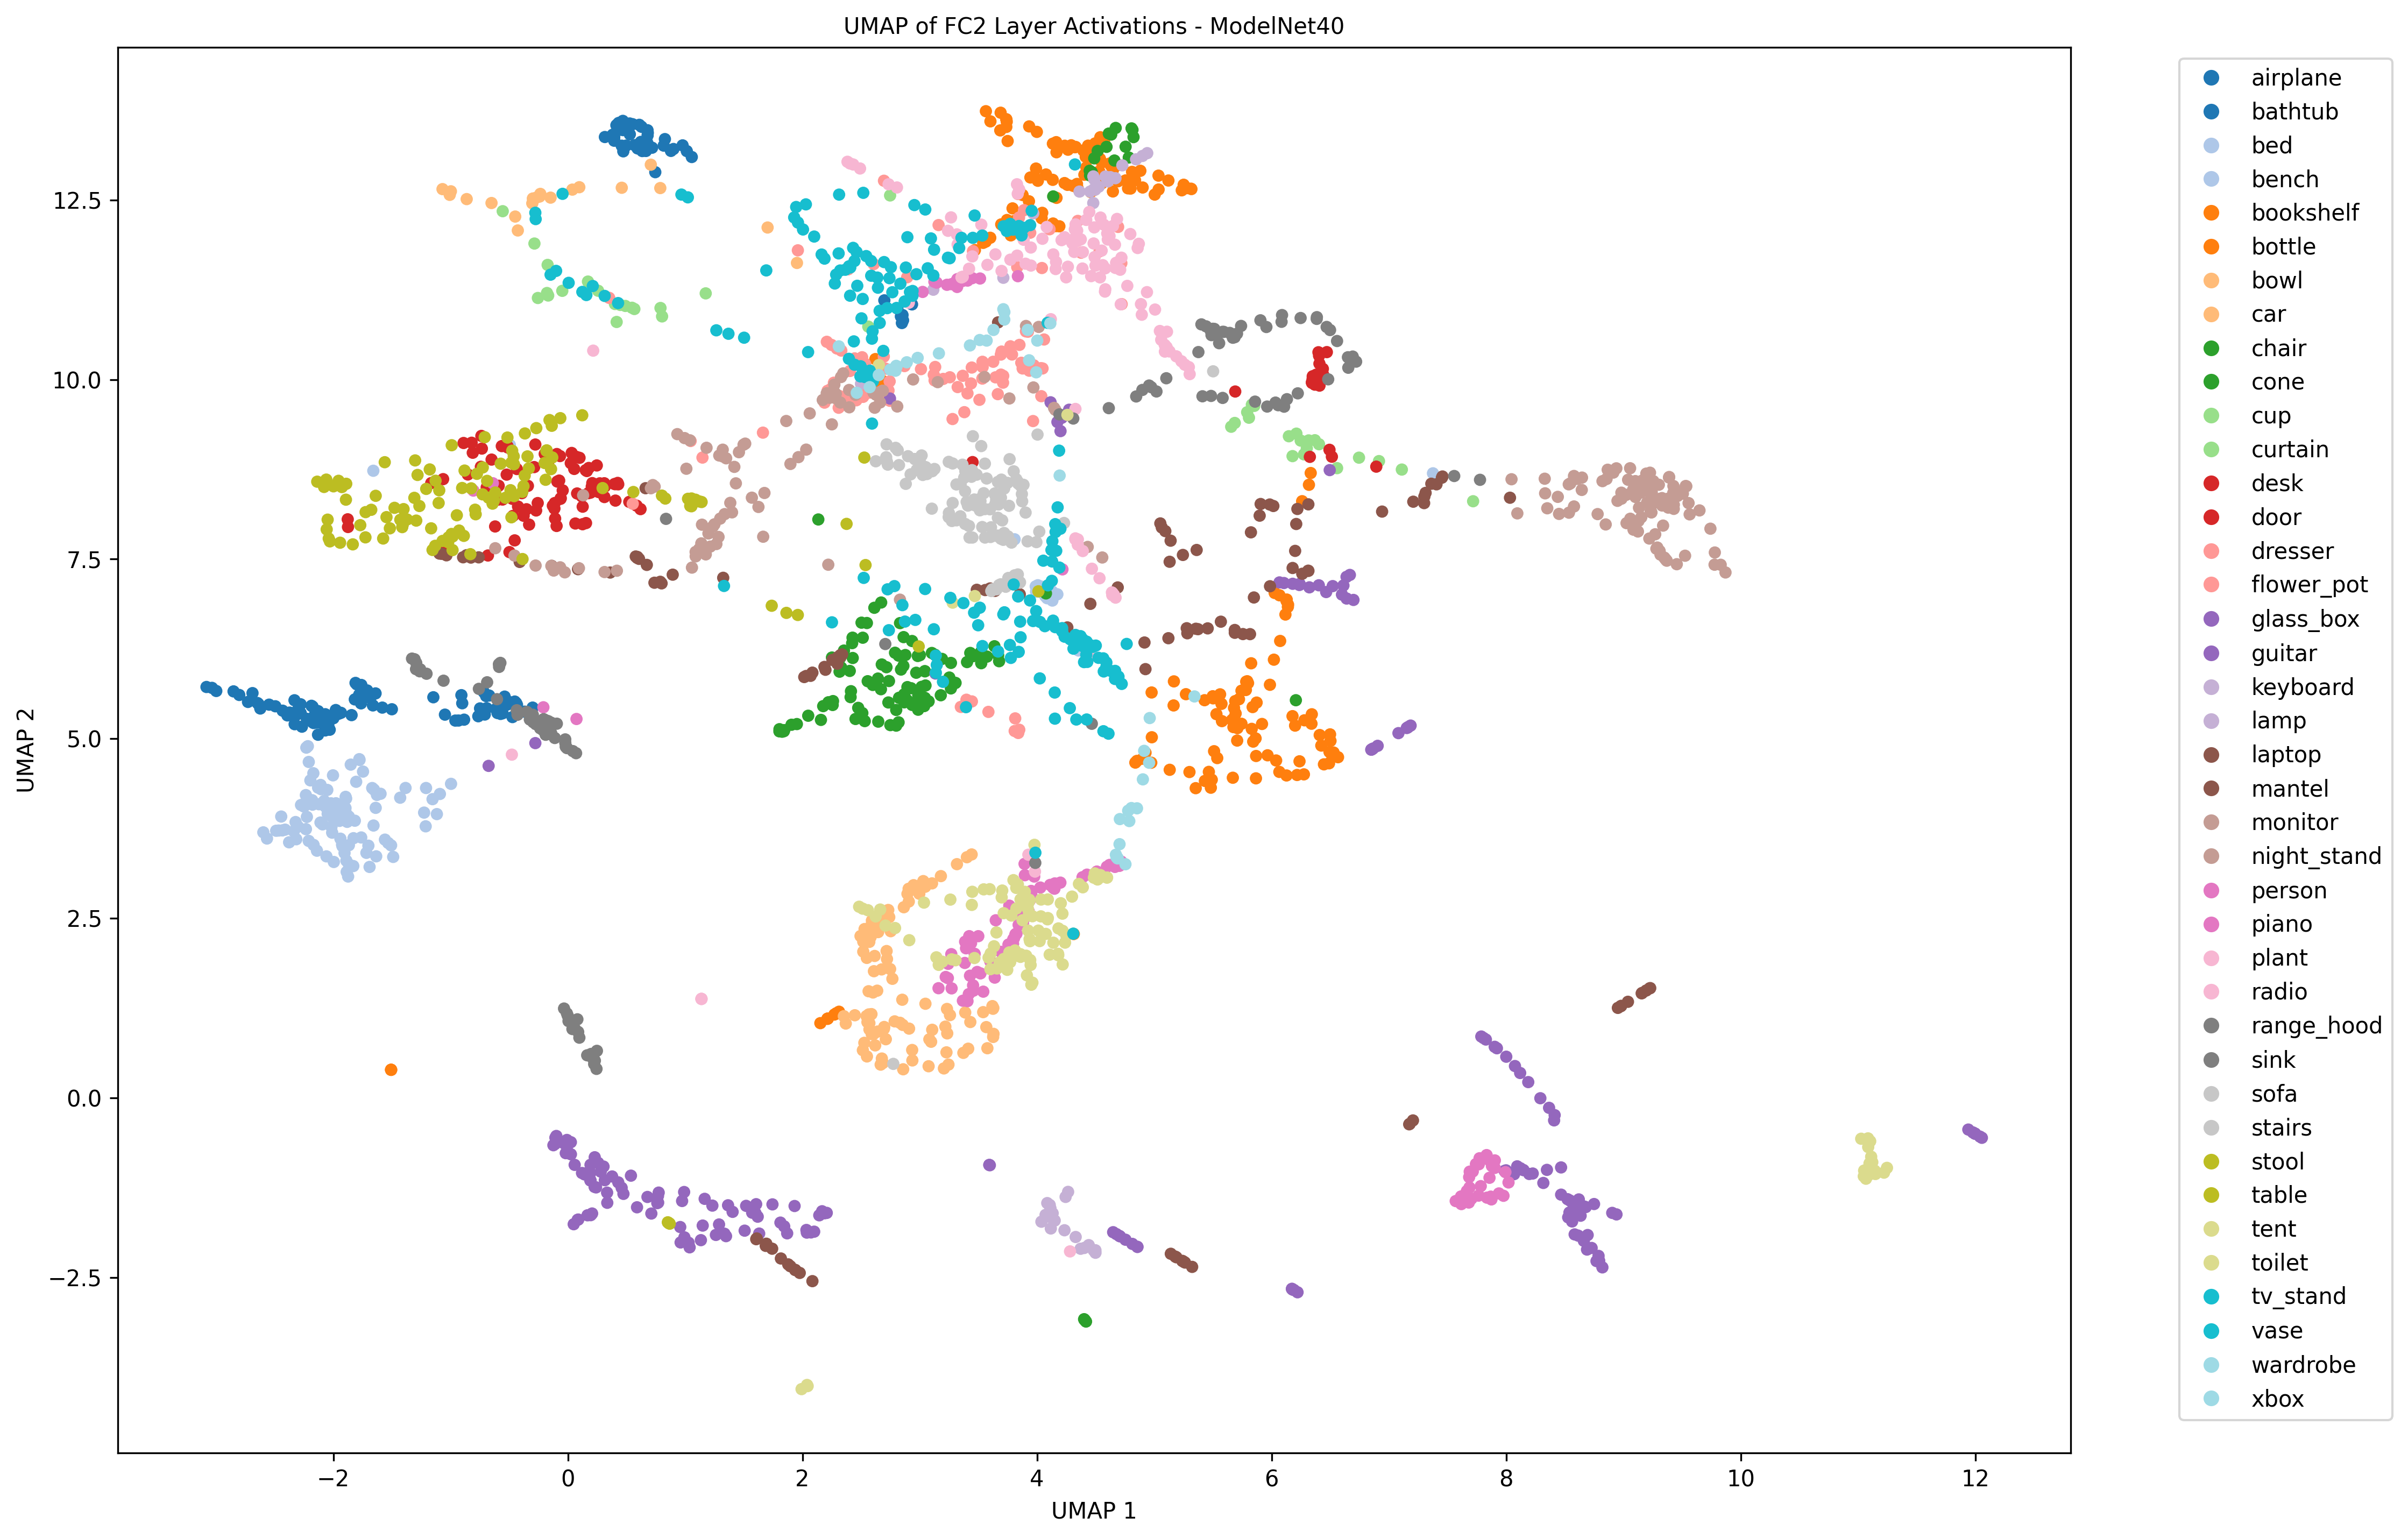 UMAP of FC2 Layer Activations - ModelNet40
UMAP 2
12.5
10.0
7.5
5.0
2.5
0.0
−2.5
−2
0
2
4
6
8
10
12
UMAP 1
airplane
bathtub
bed
bench
bookshelf
bottle
bowl
car
chair
cone
cup
curtain
desk
door
dresser
flower_pot
glass_box
guitar
keyboard
lamp
laptop
mantel
monitor
night_stand
person
piano
plant
radio
range_hood
sink
sofa
stairs
stool
table
tent
toilet
tv_stand
vase
wardrobe
xbox